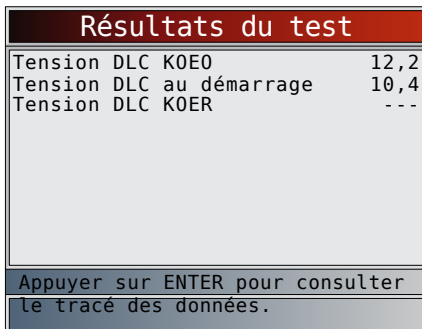 Résultats du test
Tension DLC KOEO 12,2
Tension DLC au démarrage 10,4
Tension DLC KOER ---
Appuyer sur ENTER pour consulter
le tracé des données.